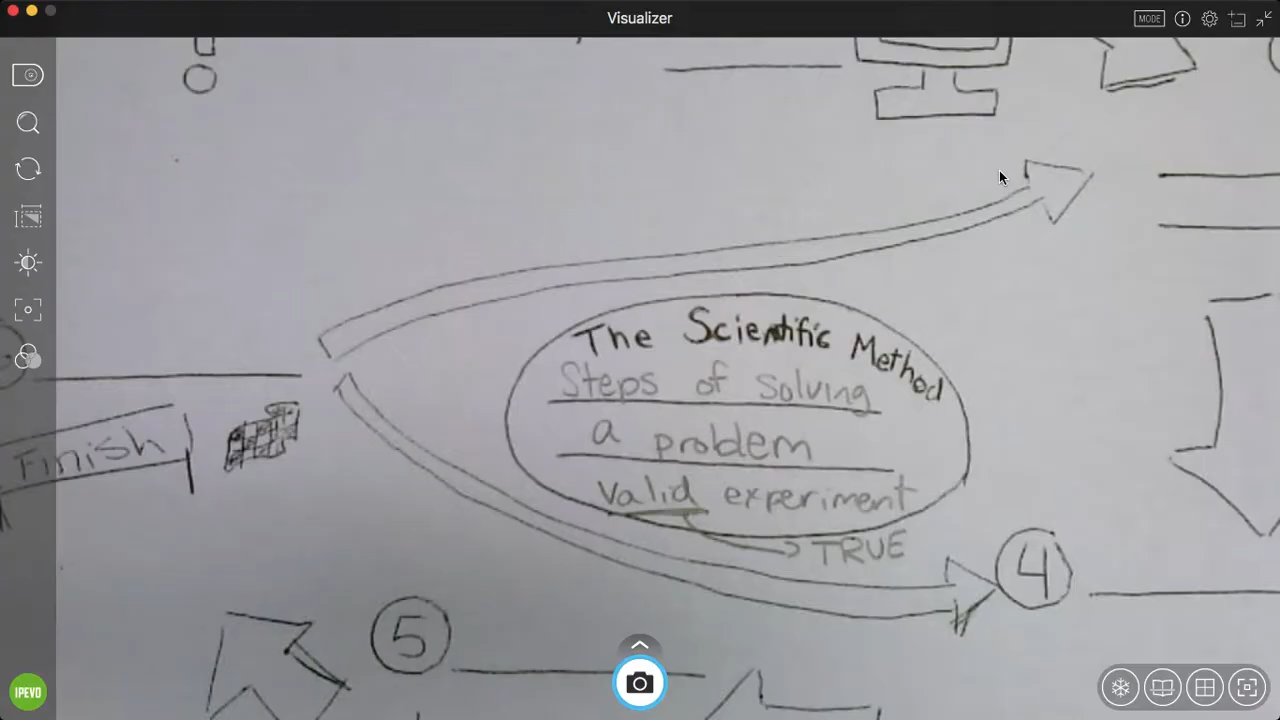 Visualizer
MODE
The Scientific Method
Steps of solving
a problem
Valid experiment
TRUE
Finish
4
5
IPEVO